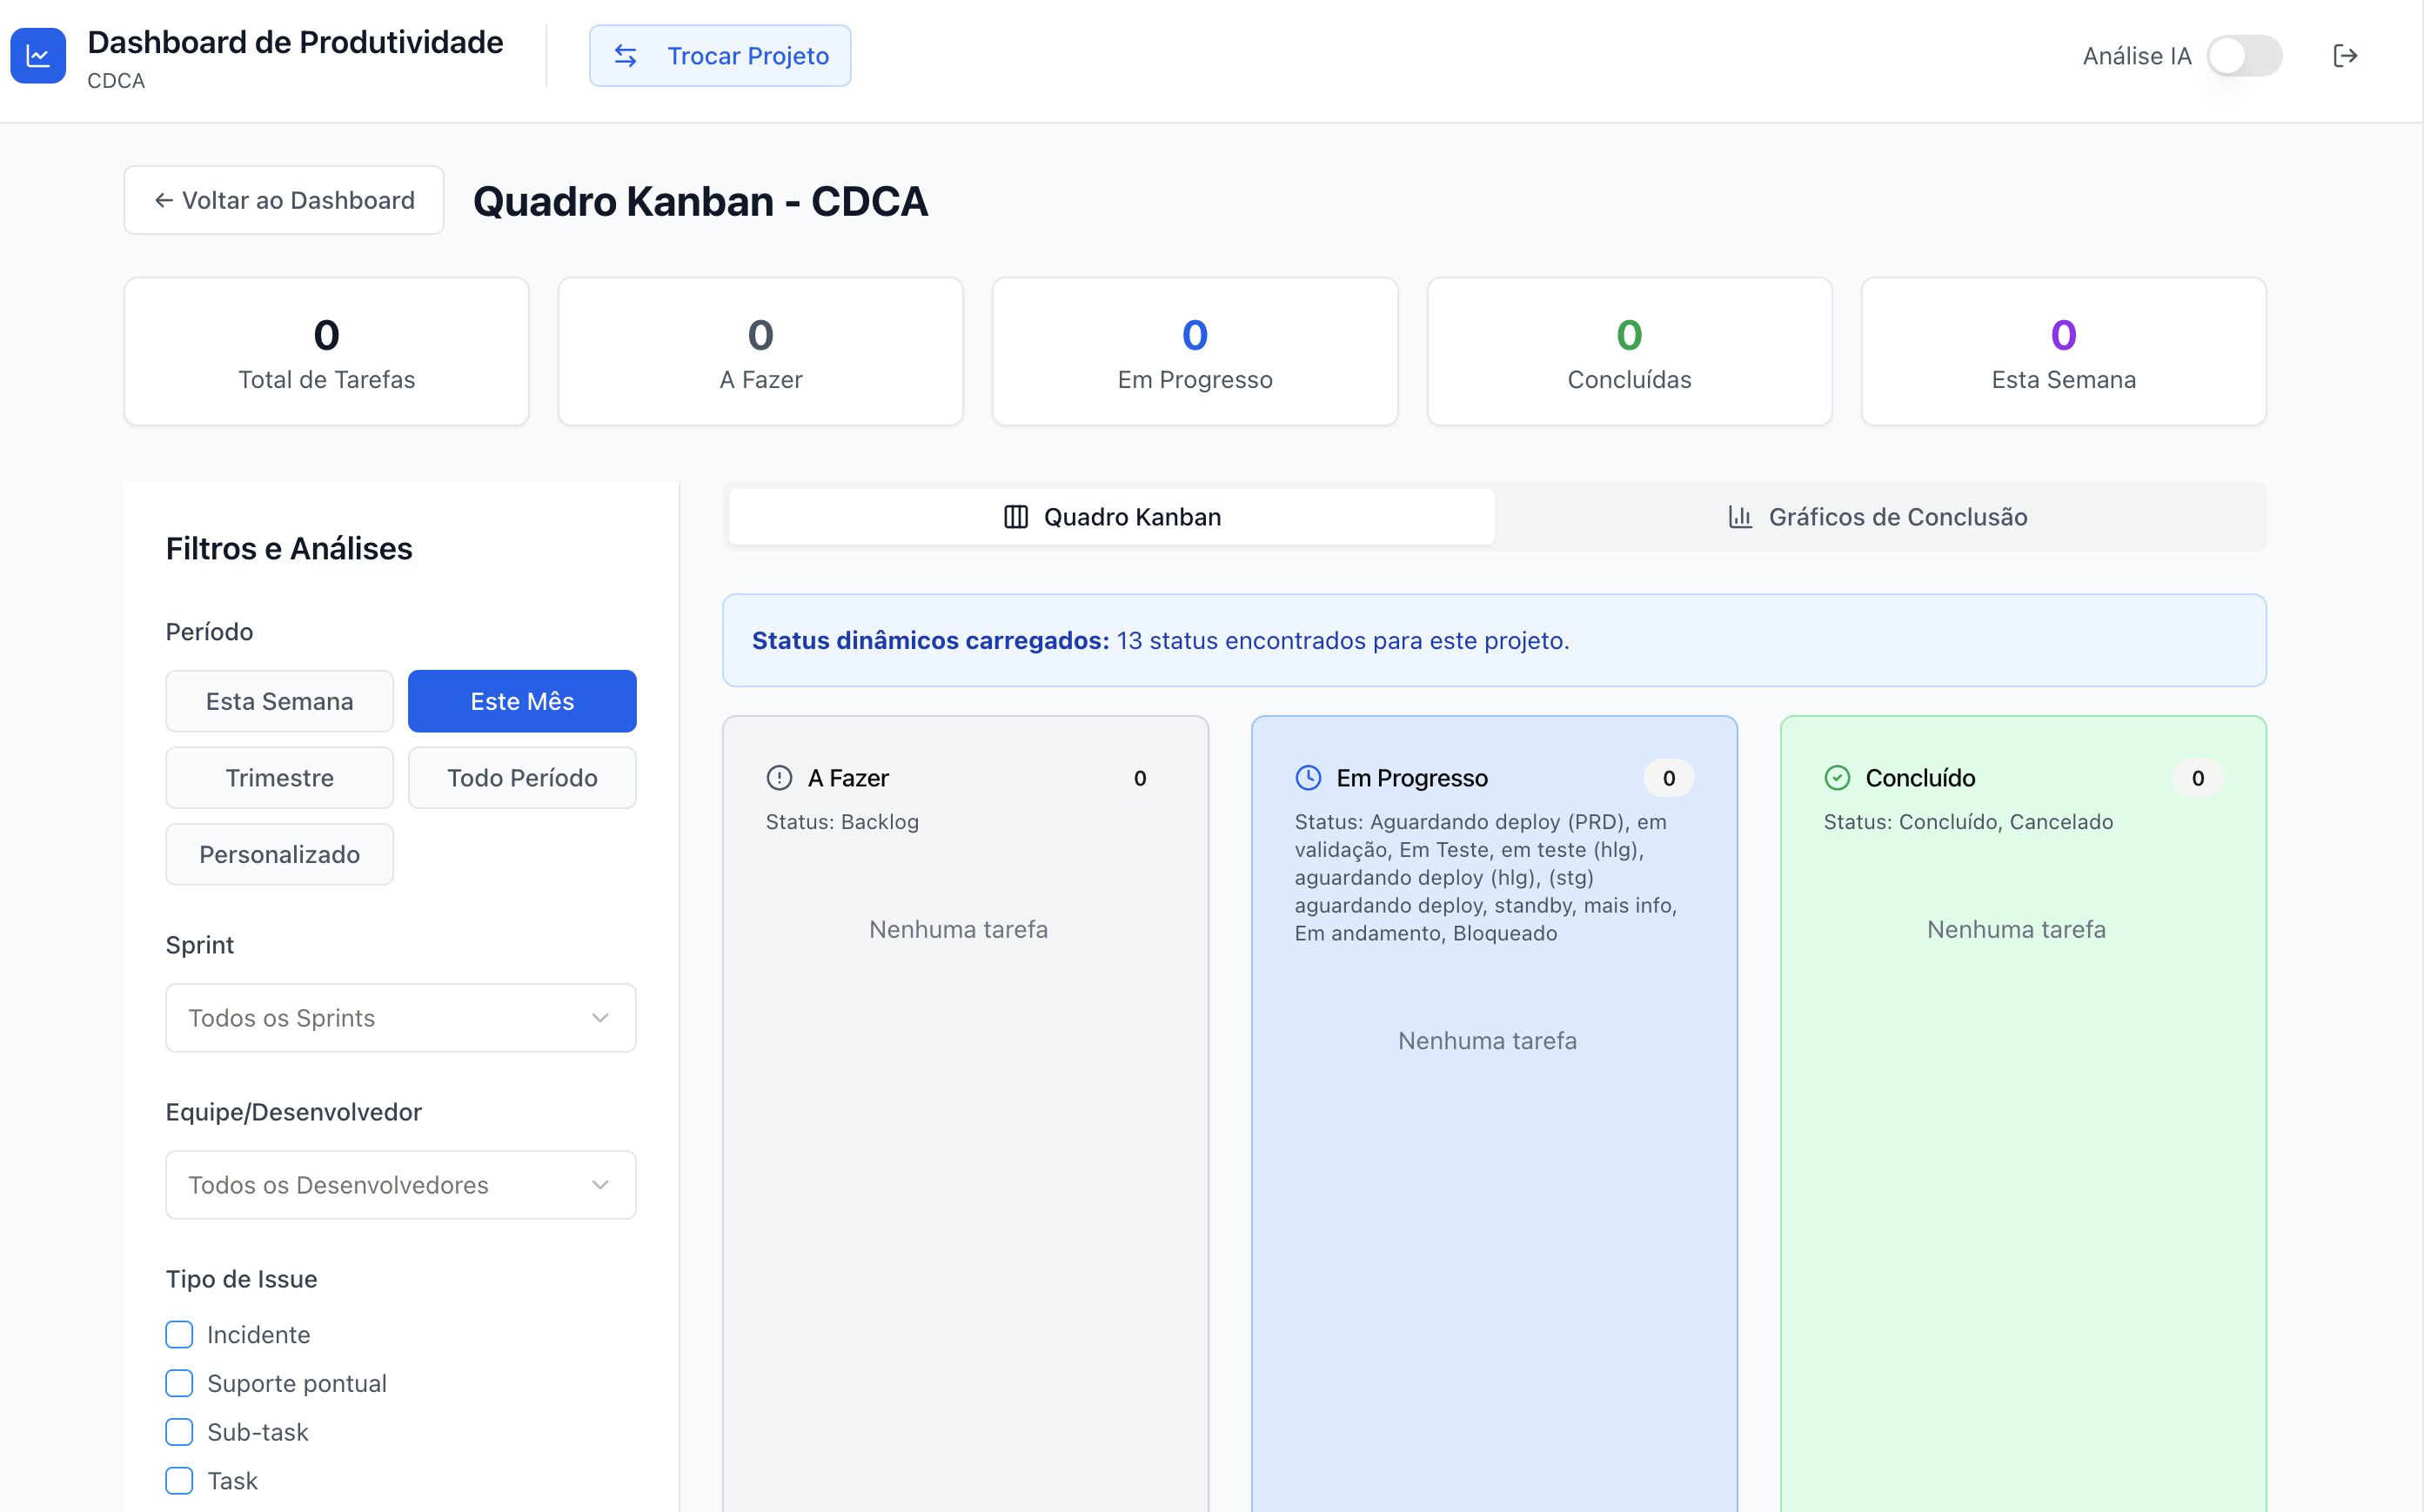 Dashboard de Produtividade
CDCA
Trocar Projeto
Análise IA
← Voltar ao Dashboard
Quadro Kanban - CDCA
0
Total de Tarefas
0
A Fazer
0
Em Progresso
0
Concluídas
0
Esta Semana
Filtros e Análises
Período
Esta Semana
Este Mês
Trimestre
Todo Período
Personalizado
Sprint
Todos os Sprints
Equipe/Desenvolvedor
Todos os Desenvolvedores
Tipo de Issue
Incidente
Suporte pontual
Sub-task
Task
Quadro Kanban
Gráficos de Conclusão
Status dinâmicos carregados: 13 status encontrados para este projeto.
A Fazer 0
Status: Backlog
Nenhuma tarefa
Em Progresso 0
Status: Aguardando deploy (PRD), em
validação, Em Teste, em teste (hlg),
aguardando deploy (hlg), (stg)
aguardando deploy, standby, mais info,
Em andamento, Bloqueado
Nenhuma tarefa
Concluído 0
Status: Concluído, Cancelado
Nenhuma tarefa